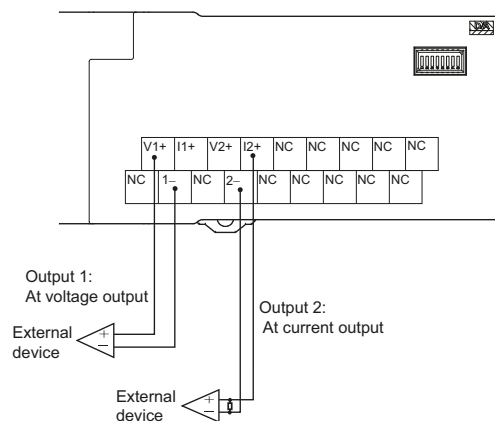 D/A
V1+ I1+ V2+ I2+ NC NC NC NC NC
NC 1– NC 2– NC NC NC NC NC
Output 1:
At voltage output
External
device
+
–
Output 2:
At current output
External
device
+
–